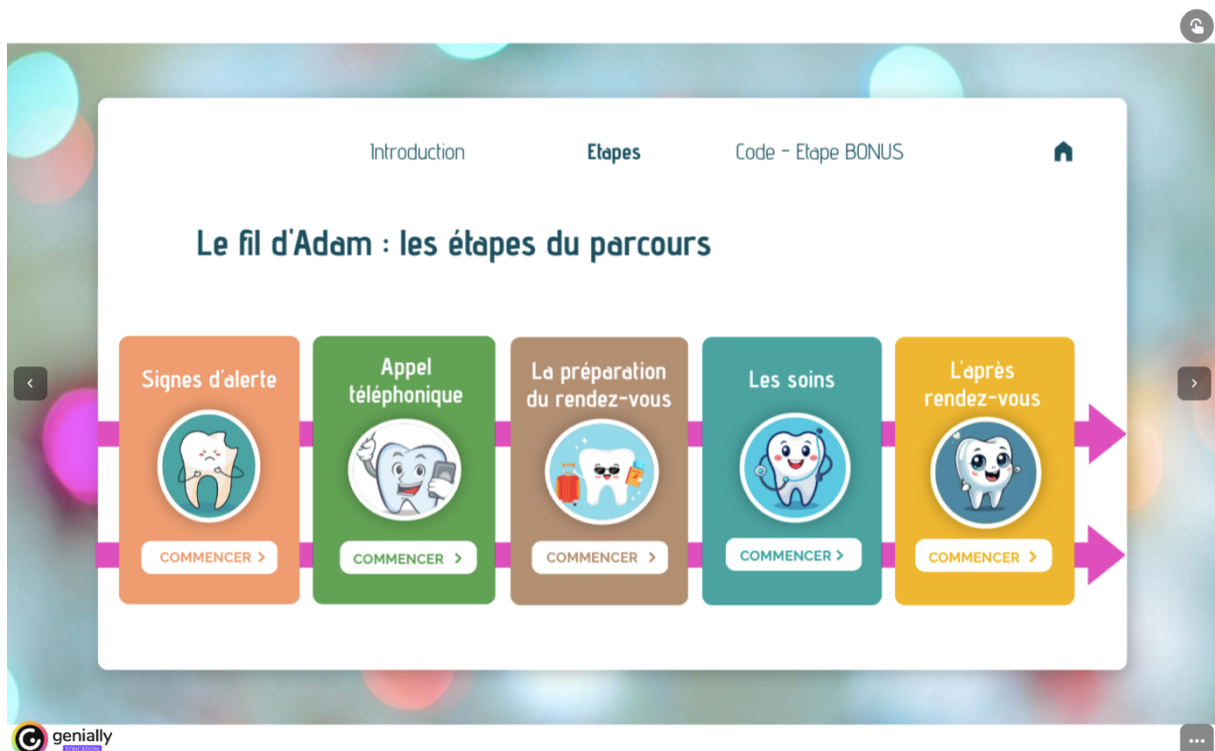 Introduction
Etapes
Code - Etape BONUS
Le fil d'Adam : les étapes du parcours
Signes d'alerte
COMMENCER >
Appel
téléphonique
COMMENCER >
La préparation
du rendez-vous
COMMENCER >
Les soins
COMMENCER >
L'après
rendez-vous
COMMENCER >
genially
EDUCATION